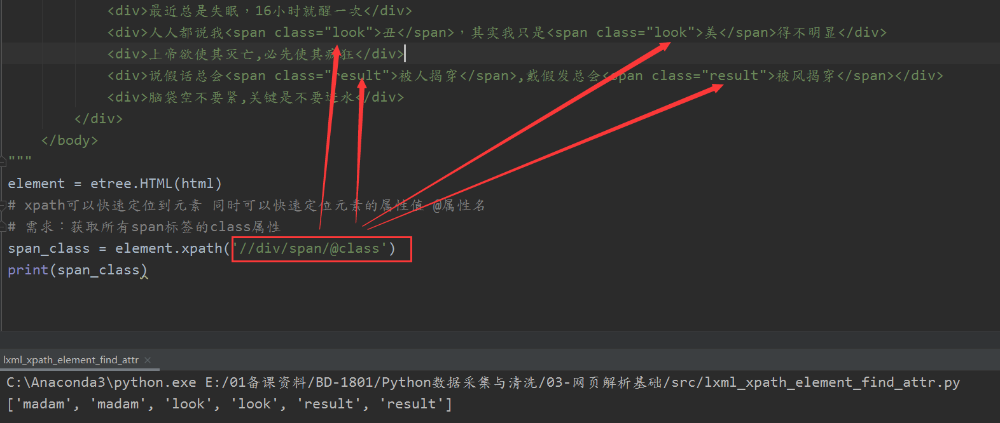 <div>最近总是失眠，16小时就醒一次</div>
<div>人人都说我<span class="look">丑</span>，其实我只是<span class="look">美</span>得不明显</div>
<div>上帝欲使其灭亡,必先使其疯狂</div>
<div>说假话总会<span class="result">被人揭穿</span>,戴假发总会<span class="result">被风揭穿</span></div>
<div>脑袋空不要紧,关键是不要进水</div>
</div>
</body>
"""
element = etree.HTML(html)
# xpath可以快速定位到元素 同时可以快速定位元素的属性值 @属性名
# 需求：获取所有span标签的class属性
span_class = element.xpath('//div/span/@class')
print(span_class)
lxml_xpath_element_find_attr ×
C:\Anaconda3\python.exe E:/01备课资料/BD-1801/Python数据采集与清洗/03-网页解析基础/src/lxml_xpath_element_find_attr.py
['madam', 'madam', 'look', 'look', 'result', 'result']